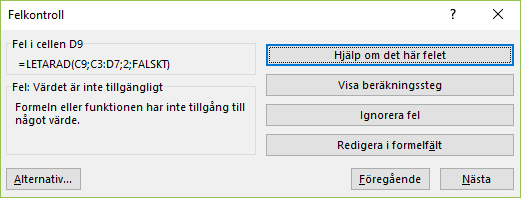 Felkontroll
Fel i cellen D9
=LETARAD(C9;C3:D7;2;FALSKT)
Fel: Värdet är inte tillgängligt
Formeln eller funktionen har inte tillgång till
något värde.
Hjälp om det här felet
Visa beräkningssteg
Ignorera fel
Redigera i formelfält
Alternativ...
Föregående
Nästa